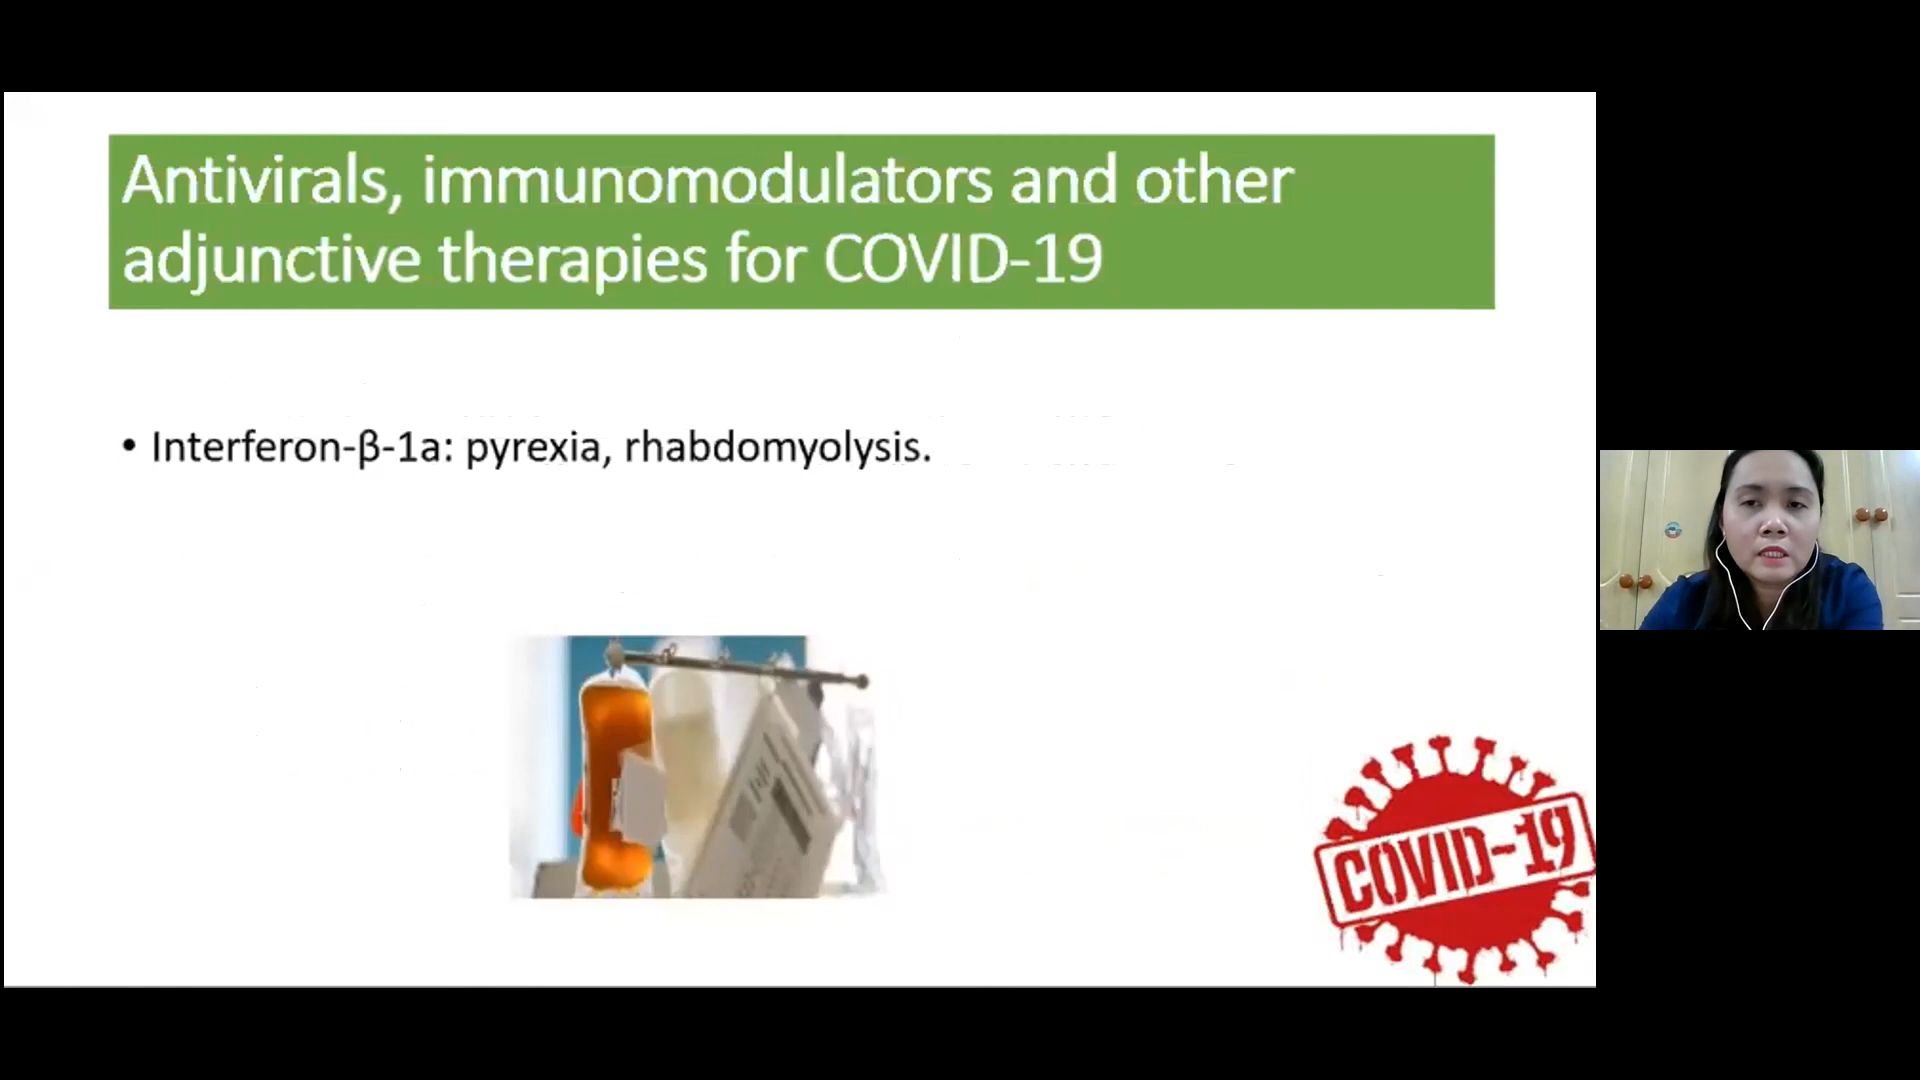 Antivirals, immunomodulators and other
adjunctive therapies for COVID-19
• Interferon-β-1a: pyrexia, rhabdomyolysis.
COVID-19